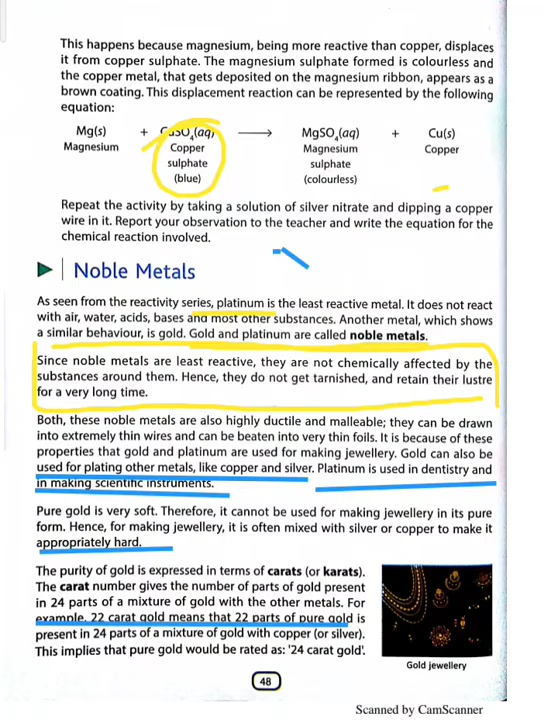 This happens because magnesium, being more reactive than copper, displaces
it from copper sulphate. The magnesium sulphate formed is colourless and
the copper metal, that gets deposited on the magnesium ribbon, appears as a
brown coating. This displacement reaction can be represented by the following
equation:
Mg(s) + CuSO4(aq) ⟶ MgSO4(aq) + Cu(s)
Magnesium Copper Magnesium Copper
sulphate sulphate
(blue) (colourless)
Repeat the activity by taking a solution of silver nitrate and dipping a copper
wire in it. Report your observation to the teacher and write the equation for the
chemical reaction involved.
Noble Metals
As seen from the reactivity series, platinum is the least reactive metal. It does not react
with air, water, acids, bases and most other substances. Another metal, which shows
a similar behaviour, is gold. Gold and platinum are called noble metals.
Since noble metals are least reactive, they are not chemically affected by the
substances around them. Hence, they do not get tarnished, and retain their lustre
for a very long time.
Both, these noble metals are also highly ductile and malleable; they can be drawn
into extremely thin wires and can be beaten into very thin foils. It is because of these
properties that gold and platinum are used for making jewellery. Gold can also be
used for plating other metals, like copper and silver. Platinum is used in dentistry and
in making scientific instruments.
Pure gold is very soft. Therefore, it cannot be used for making jewellery in its pure
form. Hence, for making jewellery, it is often mixed with silver or copper to make it
appropriately hard.
The purity of gold is expressed in terms of carats (or karats).
The carat number gives the number of parts of gold present
in 24 parts of a mixture of gold with the other metals. For
example, 22 carat gold means that 22 parts of pure gold is
present in 24 parts of a mixture of gold with copper (or silver).
This implies that pure gold would be rated as: '24 carat gold'.
Gold jewellery
48
Scanned by CamScanner